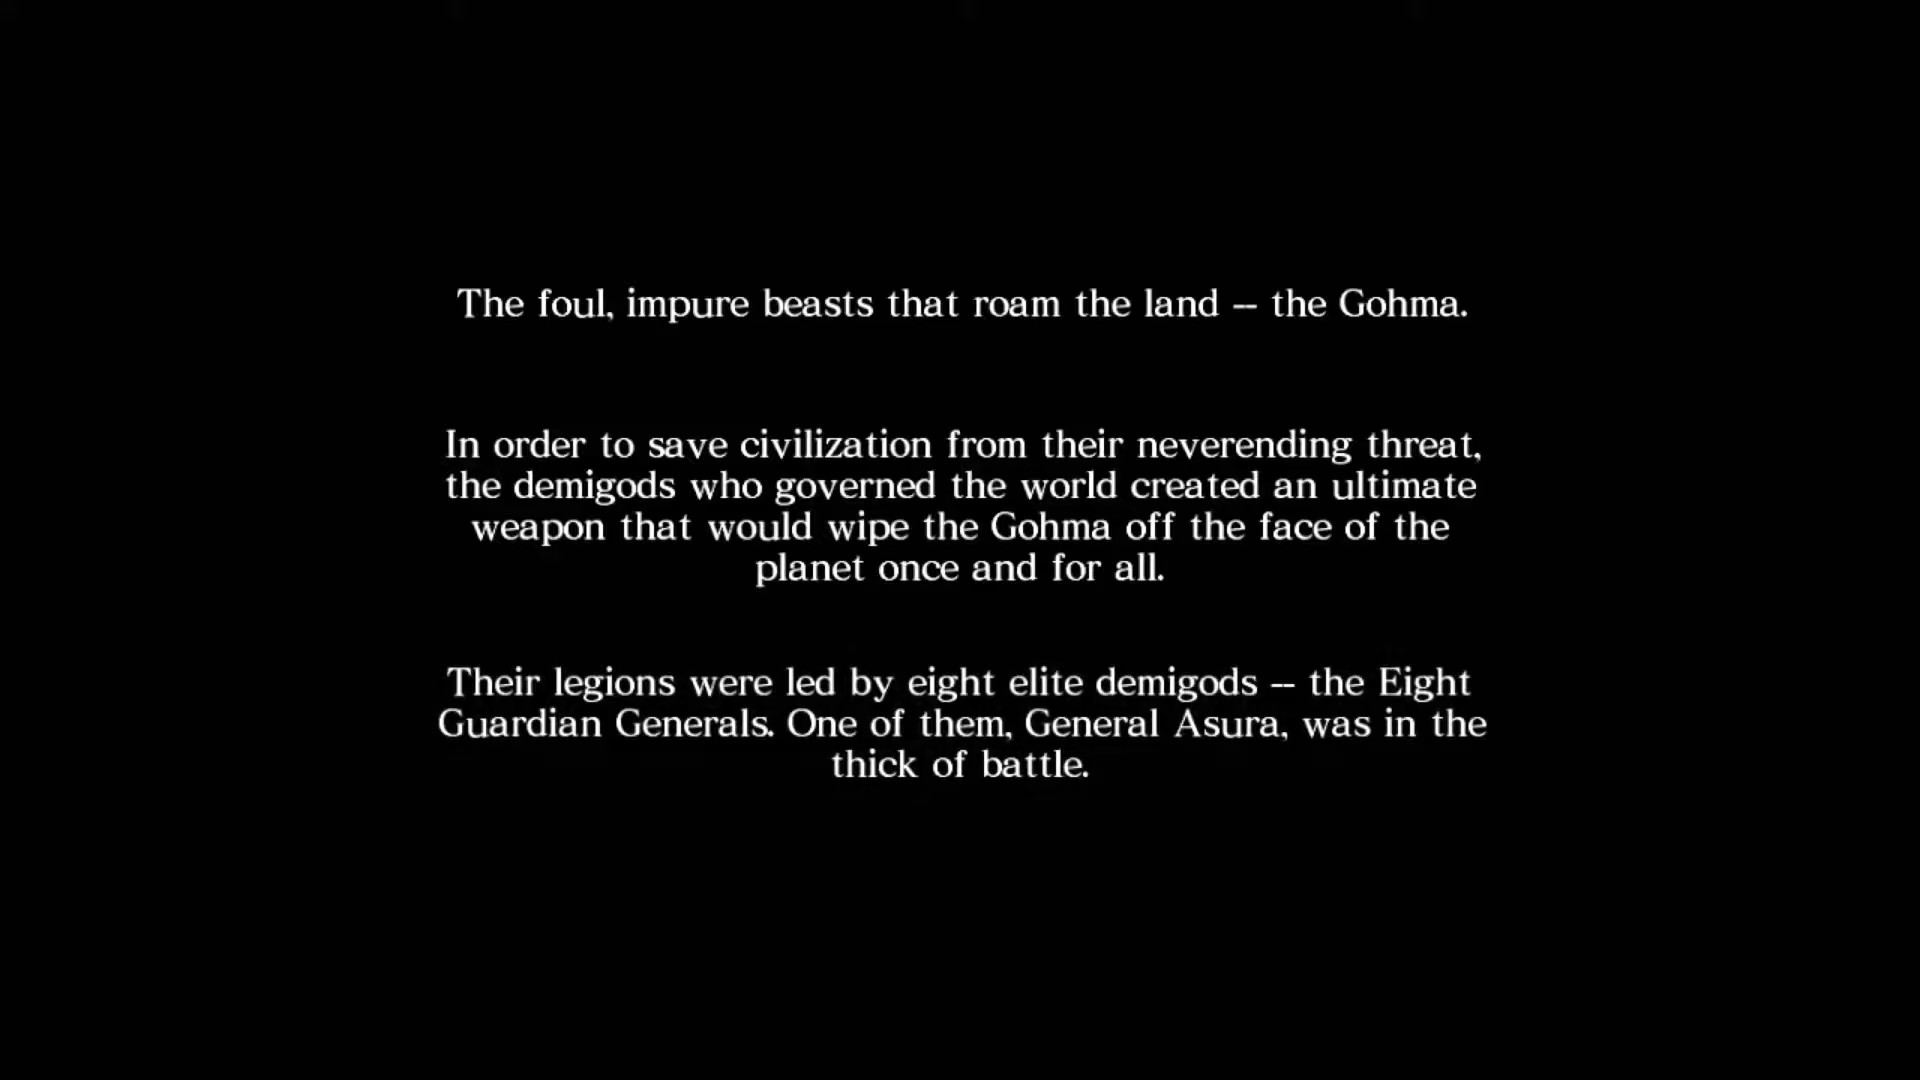 The foul, impure beasts that roam the land -- the Gohma.
In order to save civilization from their neverending threat,
the demigods who governed the world created an ultimate
weapon that would wipe the Gohma off the face of the
planet once and for all.
Their legions were led by eight elite demigods -- the Eight
Guardian Generals. One of them, General Asura, was in the
thick of battle.